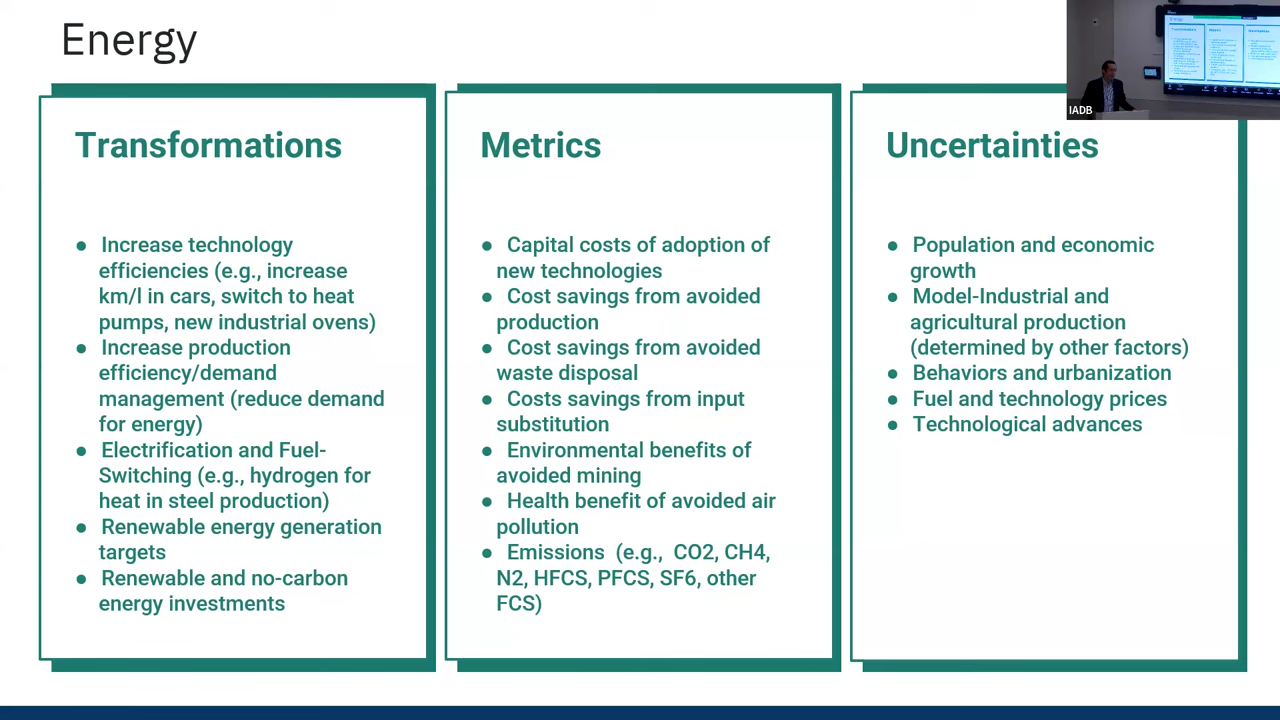 Energy
IADB
Transformations
● Increase technology
efficiencies (e.g., increase
km/l in cars, switch to heat
pumps, new industrial ovens)
● Increase production
efficiency/demand
management (reduce demand
for energy)
● Electrification and Fuel-
Switching (e.g., hydrogen for
heat in steel production)
● Renewable energy generation
targets
● Renewable and no-carbon
energy investments
Metrics
● Capital costs of adoption of
new technologies
● Cost savings from avoided
production
● Cost savings from avoided
waste disposal
● Costs savings from input
substitution
● Environmental benefits of
avoided mining
● Health benefit of avoided air
pollution
● Emissions (e.g., CO2, CH4,
N2, HFCS, PFCS, SF6, other
FCS)
Uncertainties
● Population and economic
growth
● Model-Industrial and
agricultural production
(determined by other factors)
● Behaviors and urbanization
● Fuel and technology prices
● Technological advances